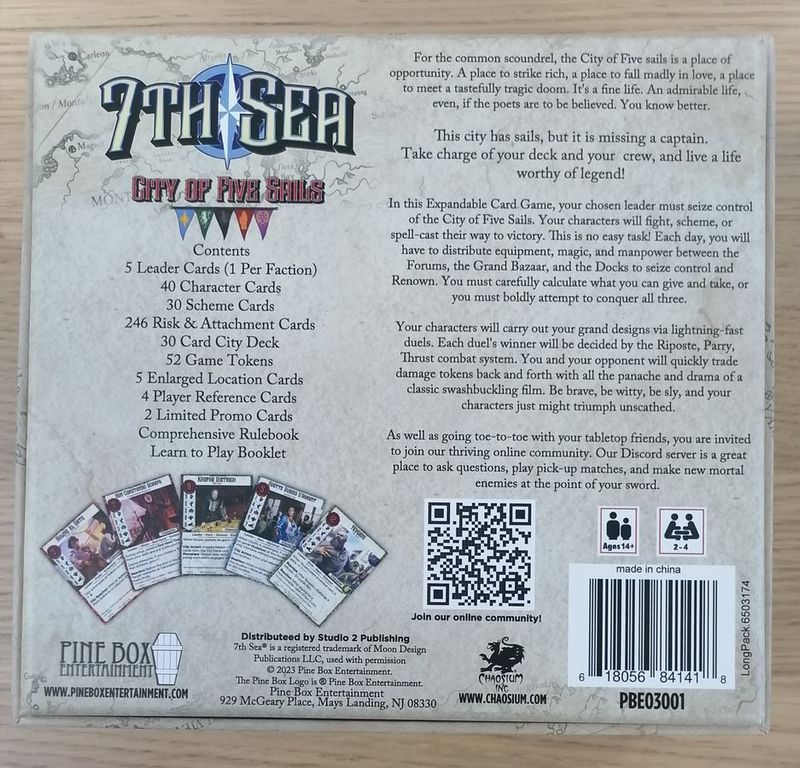 7TH SEA
CITY OF FIVE SAILS
Contents
5 Leader Cards (1 Per Faction)
40 Character Cards
30 Scheme Cards
246 Risk & Attachment Cards
30 Card City Deck
52 Game Tokens
5 Enlarged Location Cards
4 Player Reference Cards
2 Limited Promo Cards
Comprehensive Rulebook
Learn to Play Booklet
For the common scoundrel, the City of Five sails is a place of
opportunity. A place to strike rich, a place to fall madly in love, a place
to meet a tastefully tragic doom. It's a fine life. An admirable life,
even, if the poets are to be believed. You know better.
This city has sails, but it is missing a captain.
Take charge of your deck and your crew, and live a life
worthy of legend!
In this Expandable Card Game, your chosen leader must seize control
of the City of Five Sails. Your characters will fight, scheme, or
spell-cast their way to victory. This is no easy task! Each day, you will
have to distribute equipment, magic, and manpower between the
Forums, the Grand Bazaar, and the Docks to seize control and
Renown. You must carefully calculate what you can give and take, or
you must boldly attempt to conquer all three.
Your characters will carry out your grand designs via lightning-fast
duels. Each duel's winner will be decided by the Riposte, Parry,
Thrust combat system. You and your opponent will quickly trade
damage tokens back and forth with all the panache and drama of a
classic swashbuckling film. Be brave, be witty, be sly, and your
characters just might triumph unscathed.
As well as going toe-to-toe with your tabletop friends, you are invited
to join our thriving online community. Our Discord server is a great
place to ask questions, play pick-up matches, and make new mortal
enemies at the point of your sword.
Join our online community!
Ages 14+
2-4
made in china
6 18056 84141 8
PBE03001
LongPack 6503174
PINE BOX
ENTERTAINMENT
WWW.PINEBOXENTERTAINMENT.COM
Distributeed by Studio 2 Publishing
7th Sea® is a registered trademark of Moon Design
Publications LLC, used with permission
© 2023 Pine Box Entertainment.
The Pine Box Logo is ® Pine Box Entertainment.
Pine Box Entertainment
929 McGeary Place, Mays Landing, NJ 08330
CHAOSIUM
INC
WWW.CHAOSIUM.COM
Carleon